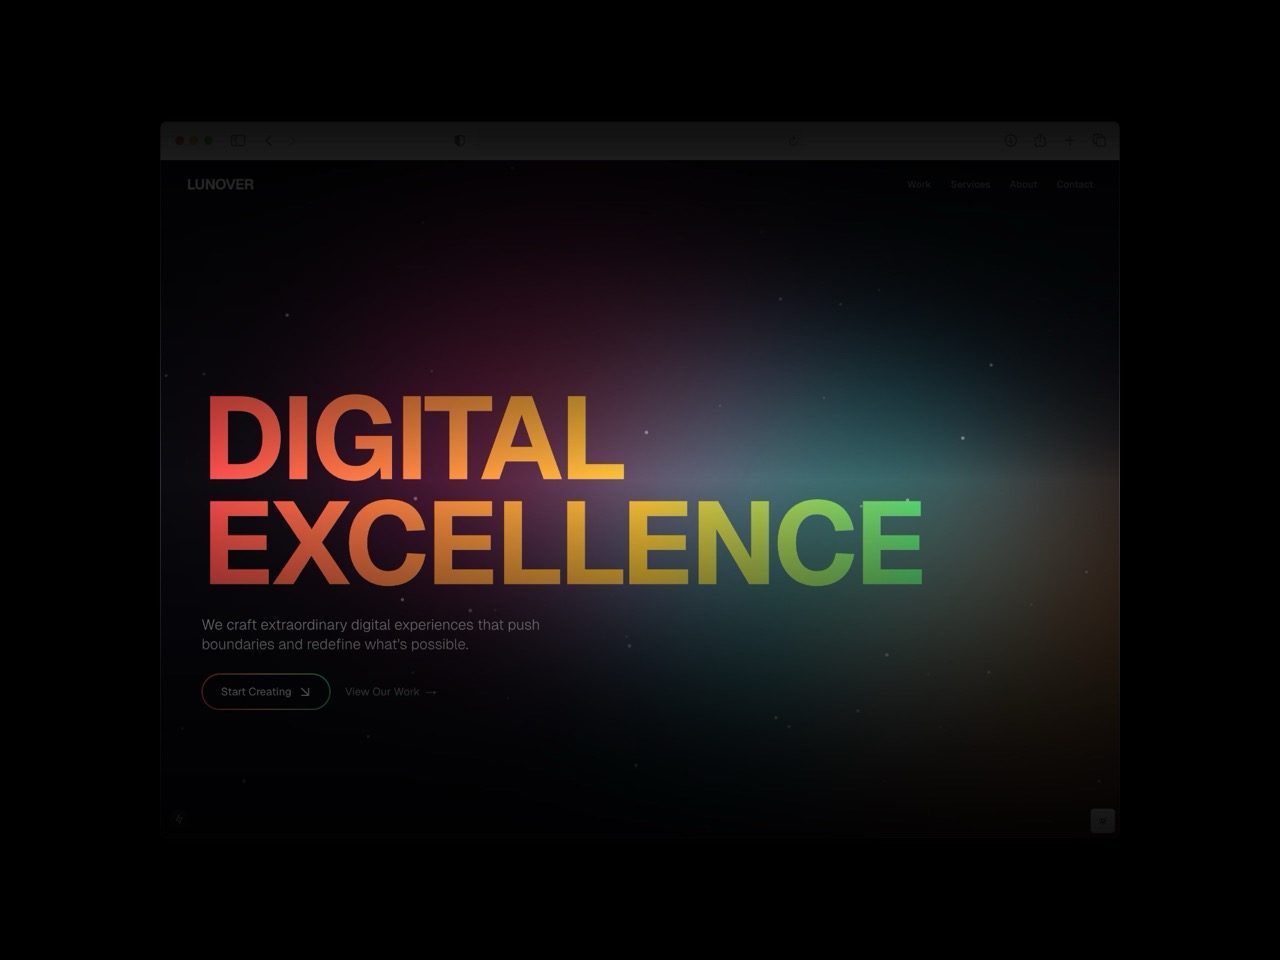 LUNOVER
Work Services About Contact
DIGITAL
EXCELLENCE
We craft extraordinary digital experiences that push
boundaries and redefine what's possible.
Start Creating ↘ View Our Work →